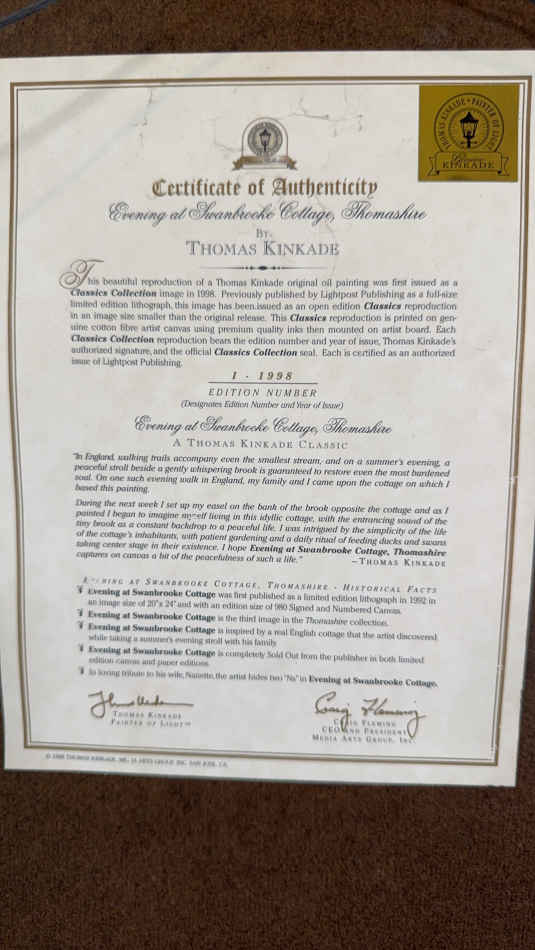 THOMAS KINKADE • PAINTER OF LIGHT
KINKADE
Certificate of Authenticity
Evening at Swanbrooke Cottage, Thomashire
BY
THOMAS KINKADE
This beautiful reproduction of a Thomas Kinkade original oil painting was first issued as a
Classics Collection image in 1998. Previously published by Lightpost Publishing as a full-size
limited edition lithograph, this image has been issued as an open edition Classics reproduction
in an image size smaller than the original release. This Classics reproduction is printed on gen-
uine cotton fibre artist canvas using premium quality inks then mounted on artist board. Each
Classics Collection reproduction bears the edition number and year of issue, Thomas Kinkade's
authorized signature, and the official Classics Collection seal. Each is certified as an authorized
issue of Lightpost Publishing.
I - 1998
EDITION NUMBER
(Designates Edition Number and Year of Issue)
Evening at Swanbrooke Cottage, Thomashire
A THOMAS KINKADE CLASSIC
"In England, walking trails accompany even the smallest stream, and on a summer's evening, a
peaceful stroll beside a gently whispering brook is guaranteed to restore even the most burdened
soul. On one such evening walk in England, my family and I came upon the cottage on which I
based this painting.
During the next week I set up my easel on the bank of the brook opposite the cottage and as I
painted I began to imagine myself living in this idyllic cottage, with the entrancing sound of the
tiny brook as a constant backdrop to a peaceful life. I was intrigued by the simplicity of the life
of the cottage's inhabitants, with patient gardening and a daily ritual of feeding ducks and swans
taking center stage in their existence. I hope Evening at Swanbrooke Cottage, Thomashire
captures on canvas a bit of the peacefulness of such a life." – THOMAS KINKADE
EVENING AT SWANBROOKE COTTAGE, THOMASHIRE - HISTORICAL FACTS
Evening at Swanbrooke Cottage was first published as a limited edition lithograph in 1992 in
an image size of 20"x 24" and with an edition size of 980 Signed and Numbered Canvas.
Evening at Swanbrooke Cottage is the third image in the Thomashire collection.
Evening at Swanbrooke Cottage is inspired by a real English cottage that the artist discovered
while taking a summer's evening stroll with his family.
Evening at Swanbrooke Cottage is completely Sold Out from the publisher in both limited
edition canvas and paper editions.
In loving tribute to his wife, Nanette, the artist hides two "Ns" in Evening at Swanbrooke Cottage.
THOMAS KINKADE
PAINTER OF LIGHT™
Craig Fleming
CRAIG FLEMING
CEO AND PRESIDENT
MEDIA ARTS GROUP, INC.
© 1998 THOMAS KINKADE, MEDIA ARTS GROUP, INC. SAN JOSE, CA